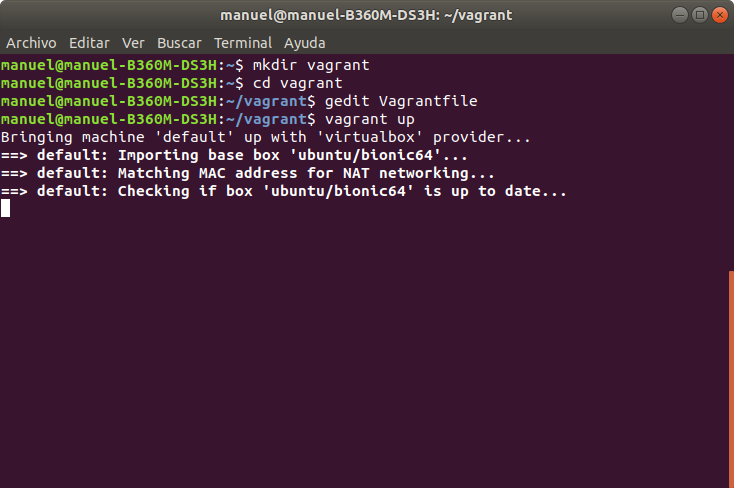 manuel@manuel-B360M-DS3H: ~/vagrant
Archivo Editar Ver Buscar Terminal Ayuda
manuel@manuel-B360M-DS3H:~$ mkdir vagrant
manuel@manuel-B360M-DS3H:~$ cd vagrant
manuel@manuel-B360M-DS3H:~/vagrant$ gedit Vagrantfile
manuel@manuel-B360M-DS3H:~/vagrant$ vagrant up
Bringing machine 'default' up with 'virtualbox' provider...
==> default: Importing base box 'ubuntu/bionic64'...
==> default: Matching MAC address for NAT networking...
==> default: Checking if box 'ubuntu/bionic64' is up to date...